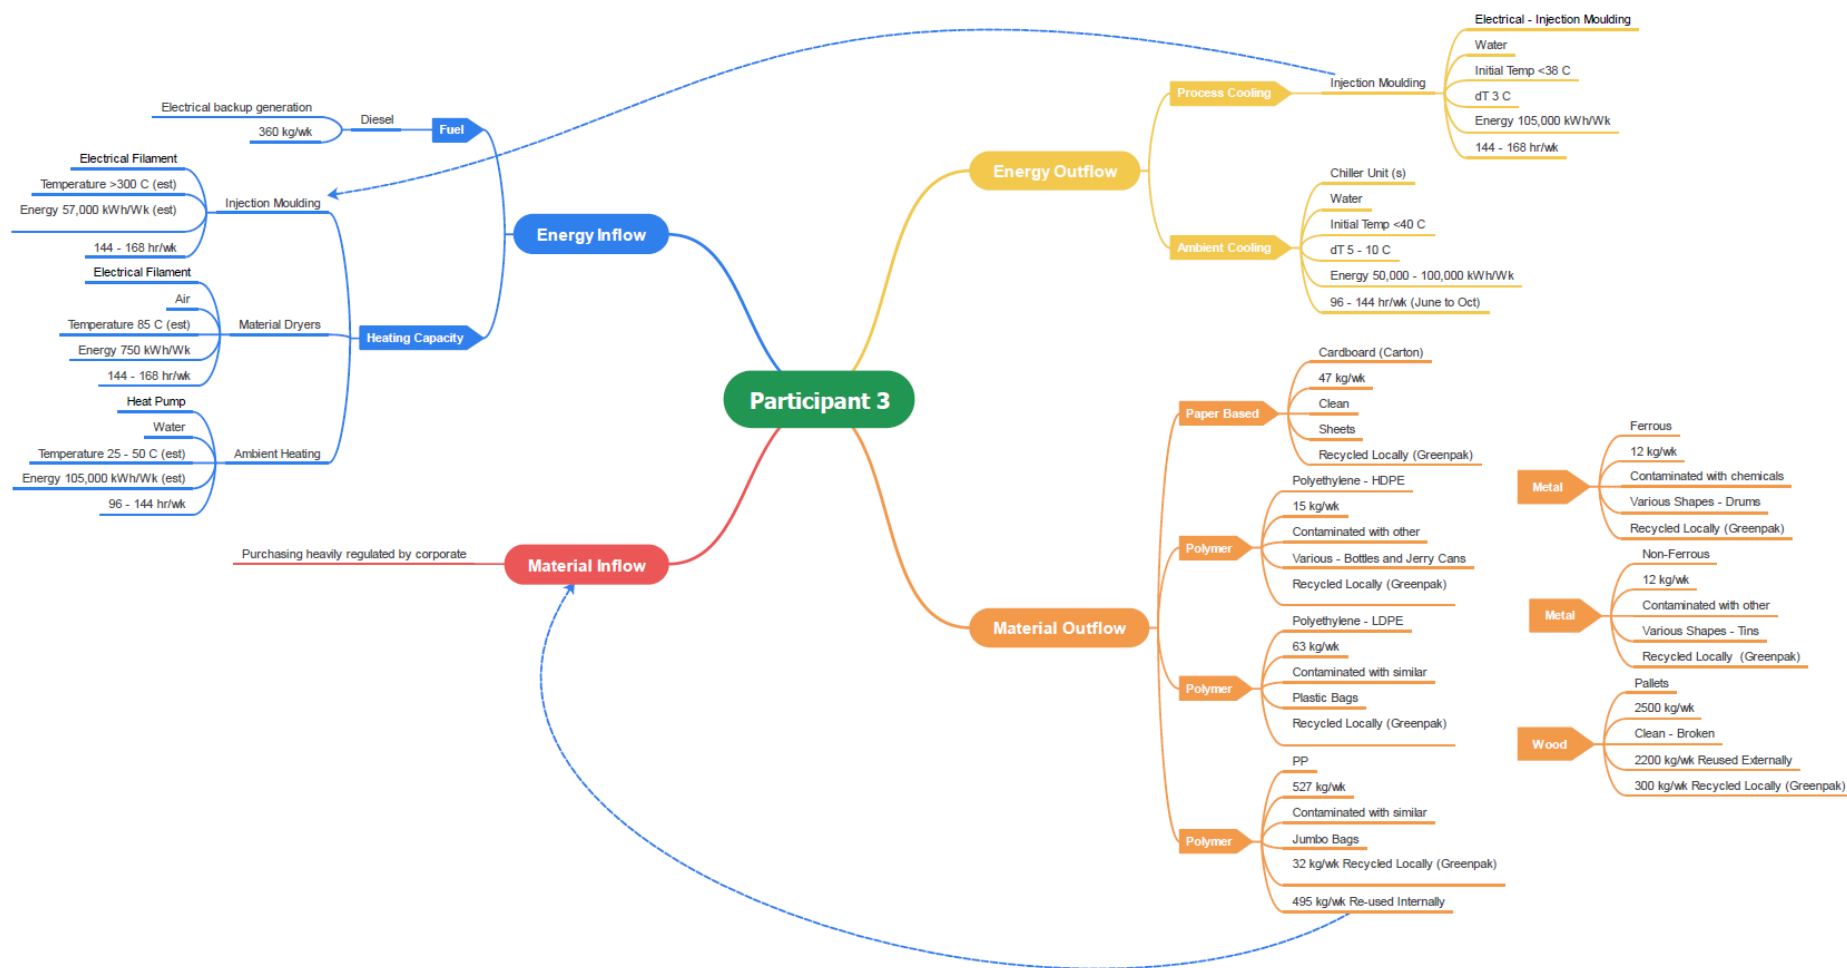 Participant 3
Energy Inflow
Fuel
Diesel
Electrical backup generation
360 kg/wk
Heating Capacity
Injection Moulding
Electrical Filament
Temperature >300 C (est)
Energy 57,000 kWh/Wk (est)
144 - 168 hr/wk
Material Dryers
Electrical Filament
Air
Temperature 85 C (est)
Energy 750 kWh/Wk
144 - 168 hr/wk
Ambient Heating
Heat Pump
Water
Temperature 25 - 50 C (est)
Energy 105,000 kWh/Wk (est)
96 - 144 hr/wk
Material Inflow
Purchasing heavily regulated by corporate
Energy Outflow
Process Cooling
Injection Moulding
Electrical - Injection Moulding
Water
Initial Temp <38 C
dT 3 C
Energy 105,000 kWh/Wk
144 - 168 hr/wk
Ambient Cooling
Chiller Unit (s)
Water
Initial Temp <40 C
dT 5 - 10 C
Energy 50,000 - 100,000 kWh/Wk
96 - 144 hr/wk (June to Oct)
Material Outflow
Paper Based
Cardboard (Carton)
47 kg/wk
Clean
Sheets
Recycled Locally (Greenpak)
Polymer
Polyethylene - HDPE
15 kg/wk
Contaminated with other
Various - Bottles and Jerry Cans
Recycled Locally (Greenpak)
Polymer
Polyethylene - LDPE
63 kg/wk
Contaminated with similar
Plastic Bags
Recycled Locally (Greenpak)
Polymer
PP
527 kg/wk
Contaminated with similar
Jumbo Bags
32 kg/wk Recycled Locally (Greenpak)
495 kg/wk Re-used Internally
Metal
Ferrous
12 kg/wk
Contaminated with chemicals
Various Shapes - Drums
Recycled Locally (Greenpak)
Metal
Non-Ferrous
12 kg/wk
Contaminated with other
Various Shapes - Tins
Recycled Locally (Greenpak)
Wood
Pallets
2500 kg/wk
Clean - Broken
2200 kg/wk Reused Externally
300 kg/wk Recycled Locally (Greenpak)